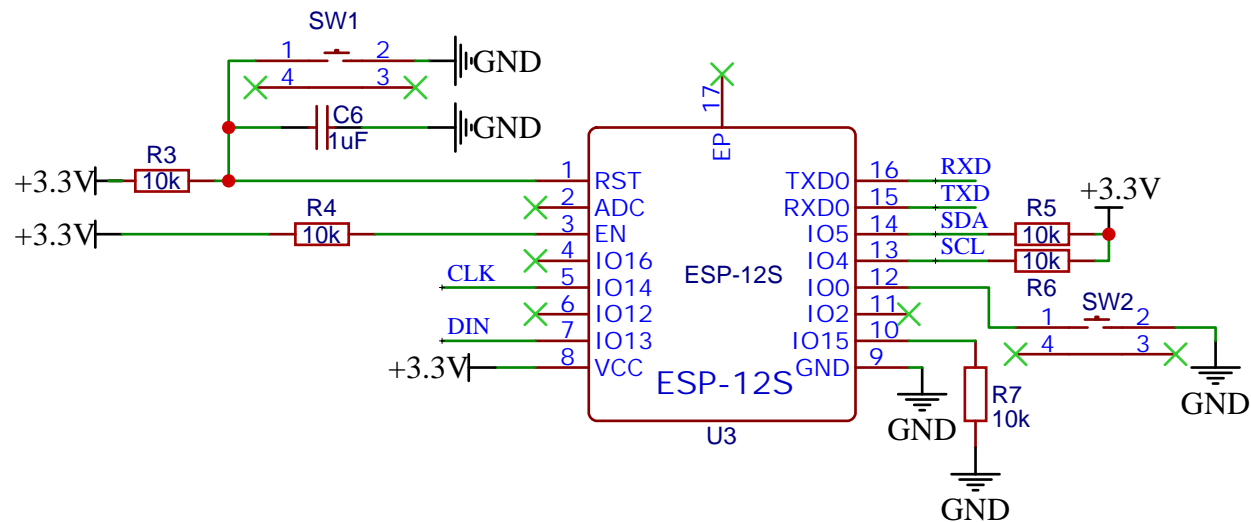 SW1
1 2
GND
4 3
C6
1uF
GND
R3
10k
+3.3V
R4
10k
+3.3V
CLK
DIN
+3.3V
17
EP
1 RST
2 ADC
3 EN
4 IO16
5 IO14
6 IO12
7 IO13
8 VCC
ESP-12S
ESP-12S
U3
TXD0 16 RXD
RXD0 15 TXD
IO5 14 SDA
IO4 13 SCL
IO0 12
IO2 11
IO15 10
GND 9
GND
+3.3V
R5
10k
10k
R6
SW2
1 2
4 3
GND
R7
10k
GND